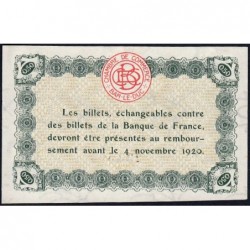 CHAMBRE DE COMMERCE
BAR-LE-DUC
Les billets, échangeables contre
des billets de la Banque de France,
devront être présentés au rembour-
sement avant le 4 novembre 1920.